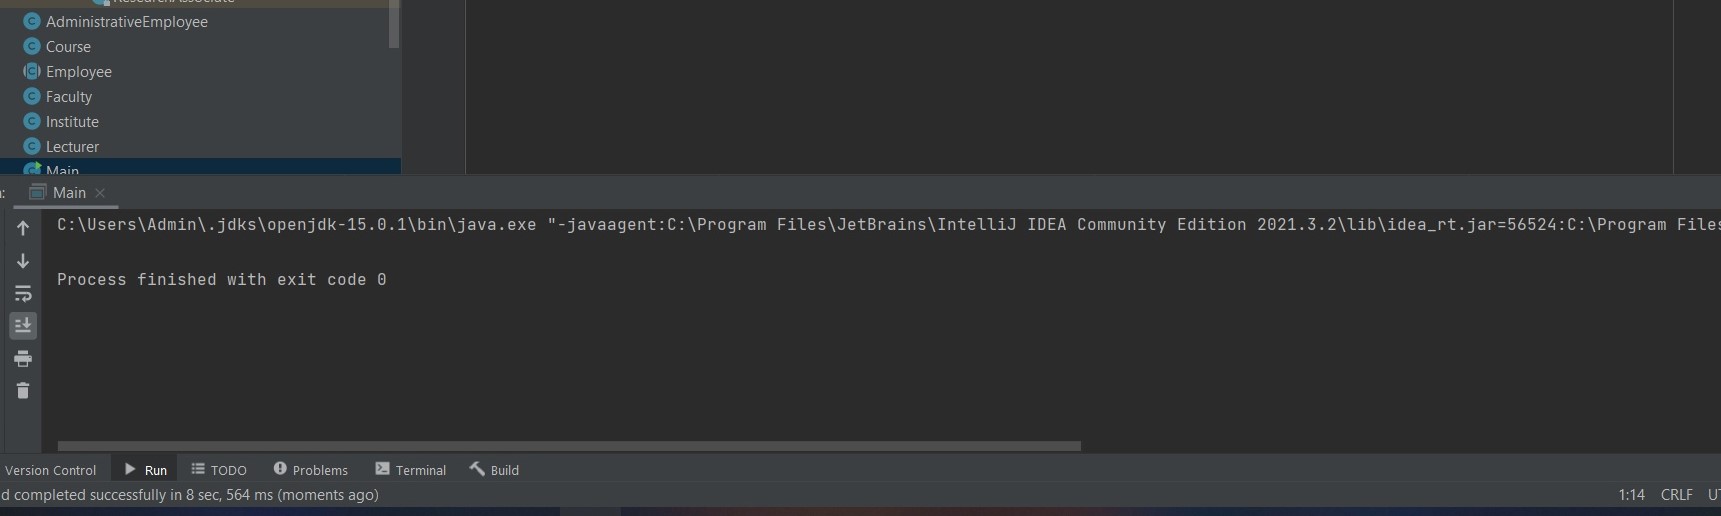 ResearchAssociate
AdministrativeEmployee
Course
Employee
Faculty
Institute
Lecturer
Main
Main
C:\Users\Admin\.jdks\openjdk-15.0.1\bin\java.exe "-javaagent:C:\Program Files\JetBrains\IntelliJ IDEA Community Edition 2021.3.2\lib\idea_rt.jar=56524:C:\Program Files
Process finished with exit code 0
Version Control Run TODO Problems Terminal Build
d completed successfully in 8 sec, 564 ms (moments ago) 1:14 CRLF